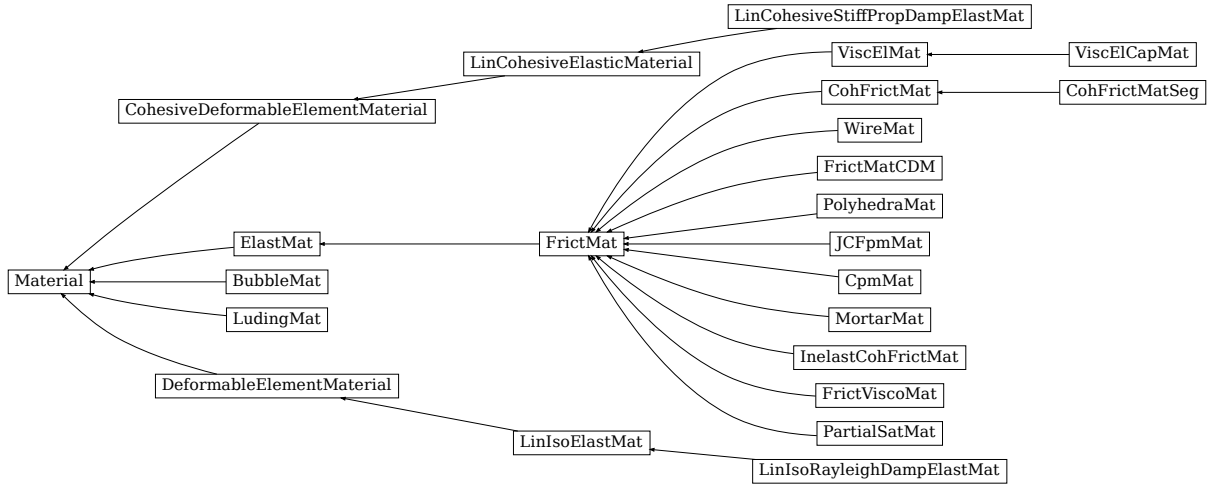 LinCohesiveStiffPropDampElastMat
ViscElMat
ViscElCapMat
LinCohesiveElasticMaterial
CohFrictMat
CohFrictMatSeg
CohesiveDeformableElementMaterial
WireMat
FrictMatCDM
PolyhedraMat
ElastMat
FrictMat
JCFpmMat
Material
BubbleMat
CpmMat
LudingMat
MortarMat
InelastCohFrictMat
DeformableElementMaterial
FrictViscoMat
PartialSatMat
LinIsoElastMat
LinIsoRayleighDampElastMat